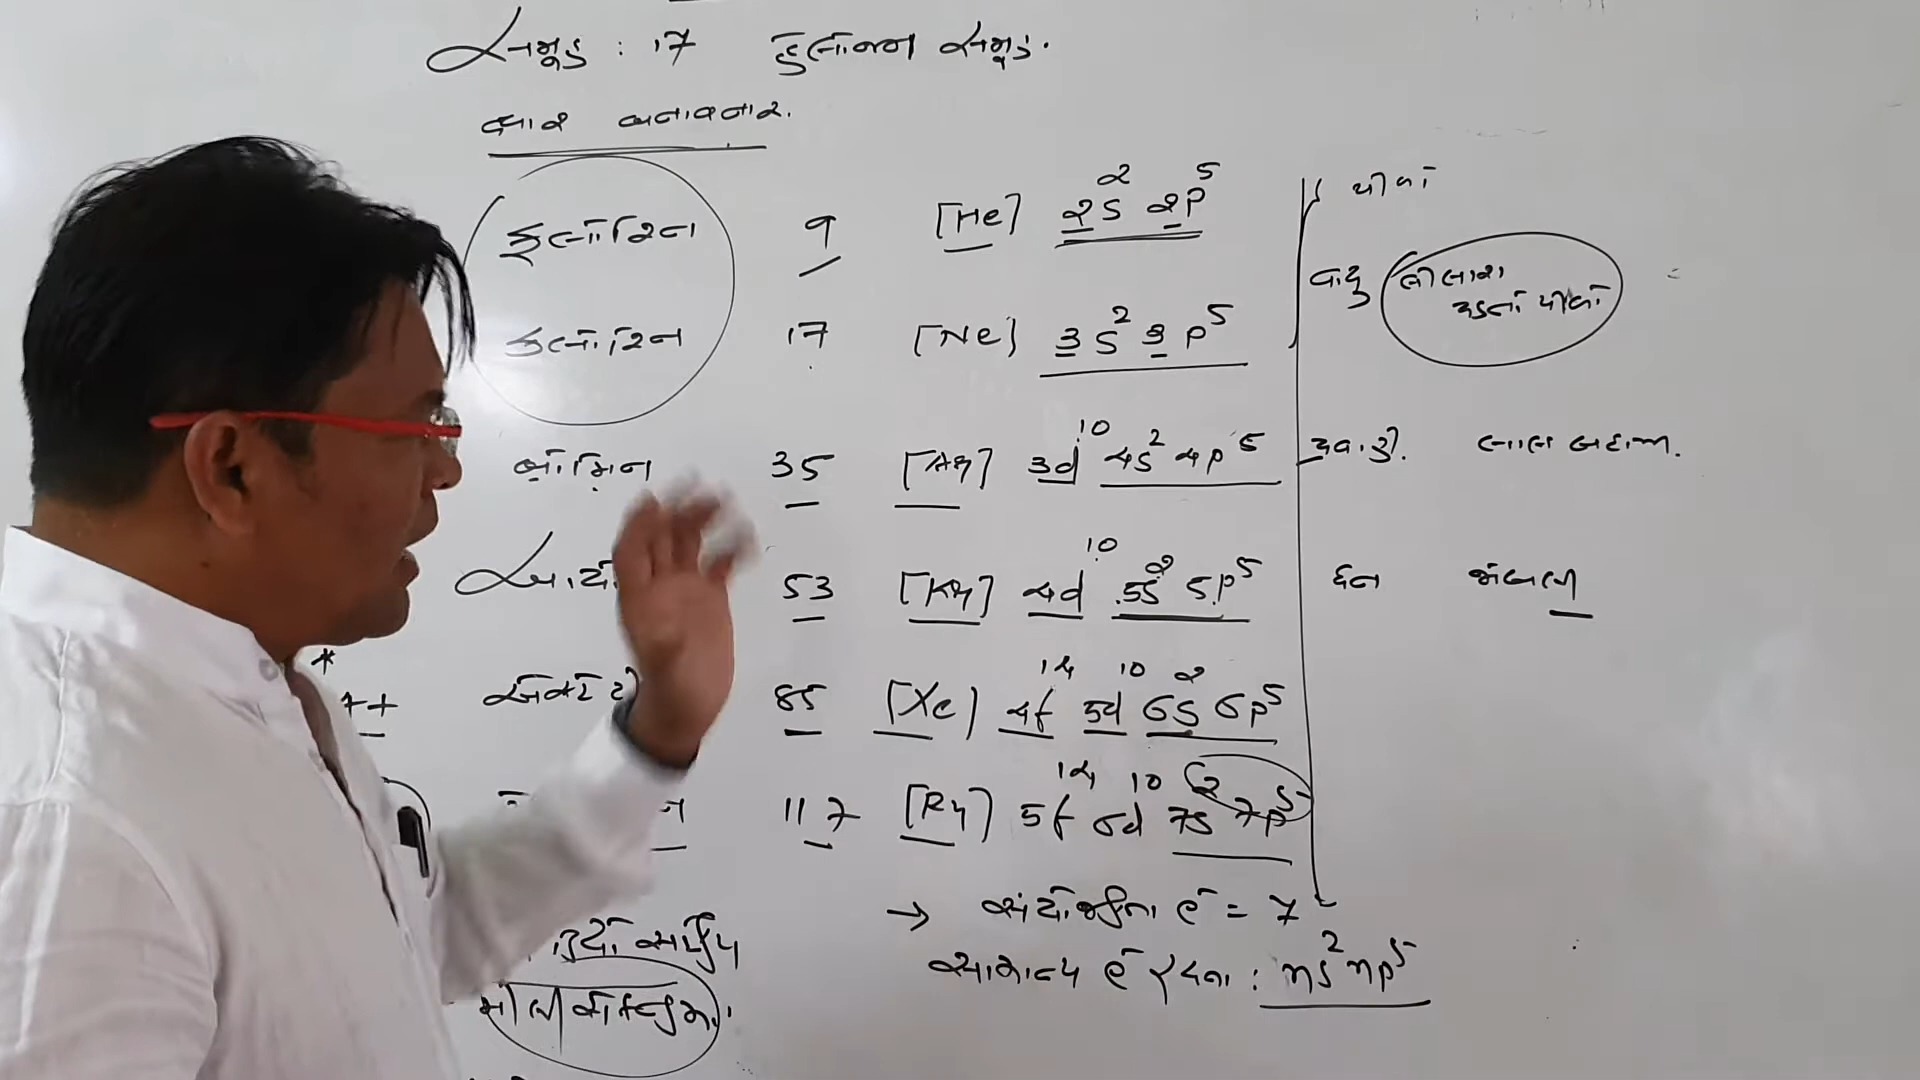 સમૂહ : 17 હેલોજન સમૂહ.
ક્ષાર બનાવનાર.
ફ્લોરિન 9 [He] 2s² 2p⁵ પીળો
વાયુ લીલાશ પડતો પીળો
ક્લોરિન 17 [Ne] 3s² 3p⁵
બ્રોમિન 35 [Ar] 3d¹⁰ 4s² 4p⁵ પ્રવાહી. લાલ બદામી.
આયો 53 [Kr] 4d¹⁰ 5s² 5p⁵ ઘન જાંબલી
* ++ એસ્ટેટી 85 [Xe] 4f¹⁴ 5d¹⁰ 6s² 6p⁵
ન 117 [Rn] 5f¹⁴ 6d¹⁰ 7s² 7p⁵
→ સંયોજકતા e⁻ = 7
સામાન્ય e⁻ રચના : ns² np⁵